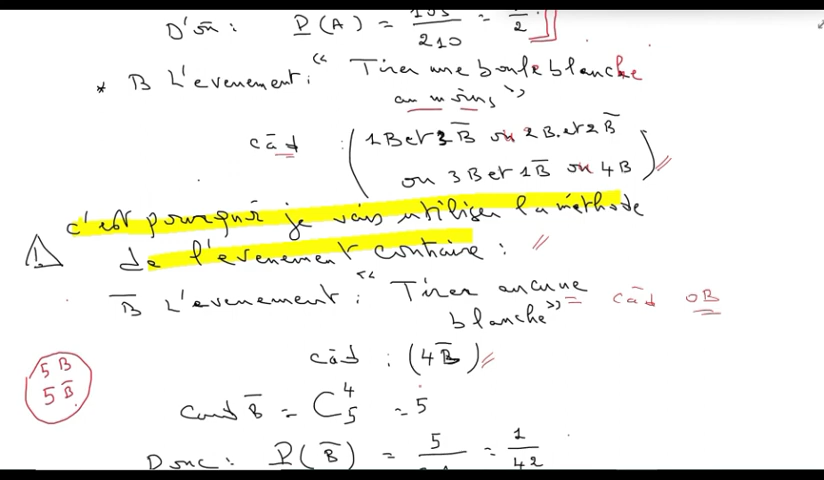 D'où : P(A) = 105/210 = 1/2
* B L'evenement : " Tirer une boule blanche
au moins "
càd : (1B et 3B̅ ou 2B et 2B̅
ou 3B et 1B̅ ou 4B)
c'est pourquoi je vais utiliser la méthode
⚠ de l'evenement contraire :
B̅ L'evenement : " Tirer aucune
blanche " = càd 0B
càd : (4B̅)
5B
5B̅
Card B̅ = C₅⁴ = 5
Donc : P(B̅) = 5/ = 1/42